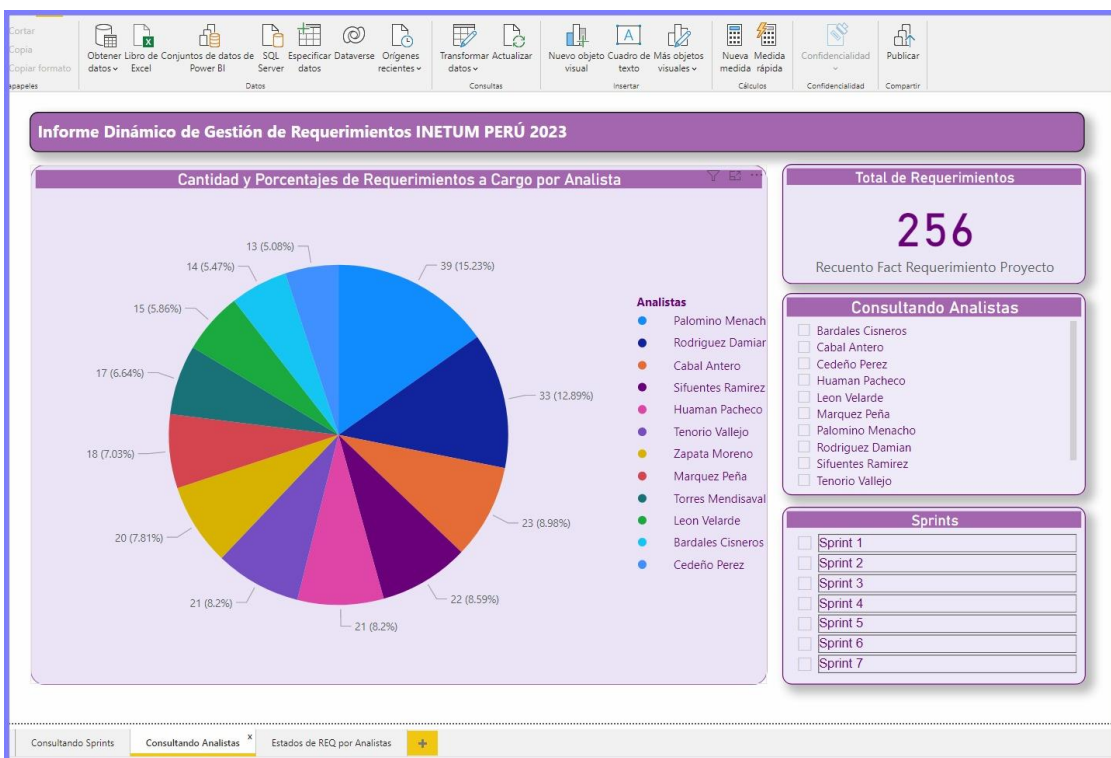 Cortar
Copia
Copiar formato
Obtener datos
Libro de Excel
Conjuntos de datos de Power BI
SQL Server
Especificar datos
Dataverse
Orígenes recientes
Transformar datos
Actualizar
Nuevo objeto visual
Cuadro de texto
Más objetos visuales
Nueva medida
Medida rápida
Confidencialidad
Publicar
apapeles
Datos
Consultas
Insertar
Cálculos
Confidencialidad
Compartir
Informe Dinámico de Gestión de Requerimientos INETUM PERÚ 2023
Cantidad y Porcentajes de Requerimientos a Cargo por Analista
39 (15.23%)
33 (12.89%)
23 (8.98%)
22 (8.59%)
21 (8.2%)
21 (8.2%)
20 (7.81%)
18 (7.03%)
17 (6.64%)
15 (5.86%)
14 (5.47%)
13 (5.08%)
Analistas
Palomino Menach
Rodriguez Damiar
Cabal Antero
Sifuentes Ramirez
Huaman Pacheco
Tenorio Vallejo
Zapata Moreno
Marquez Peña
Torres Mendisaval
Leon Velarde
Bardales Cisneros
Cedeño Perez
Total de Requerimientos
256
Recuento Fact Requerimiento Proyecto
Consultando Analistas
Bardales Cisneros
Cabal Antero
Cedeño Perez
Huaman Pacheco
Leon Velarde
Marquez Peña
Palomino Menacho
Rodriguez Damian
Sifuentes Ramirez
Tenorio Vallejo
Sprints
Sprint 1
Sprint 2
Sprint 3
Sprint 4
Sprint 5
Sprint 6
Sprint 7
Consultando Sprints
Consultando Analistas x
Estados de REQ por Analistas
+